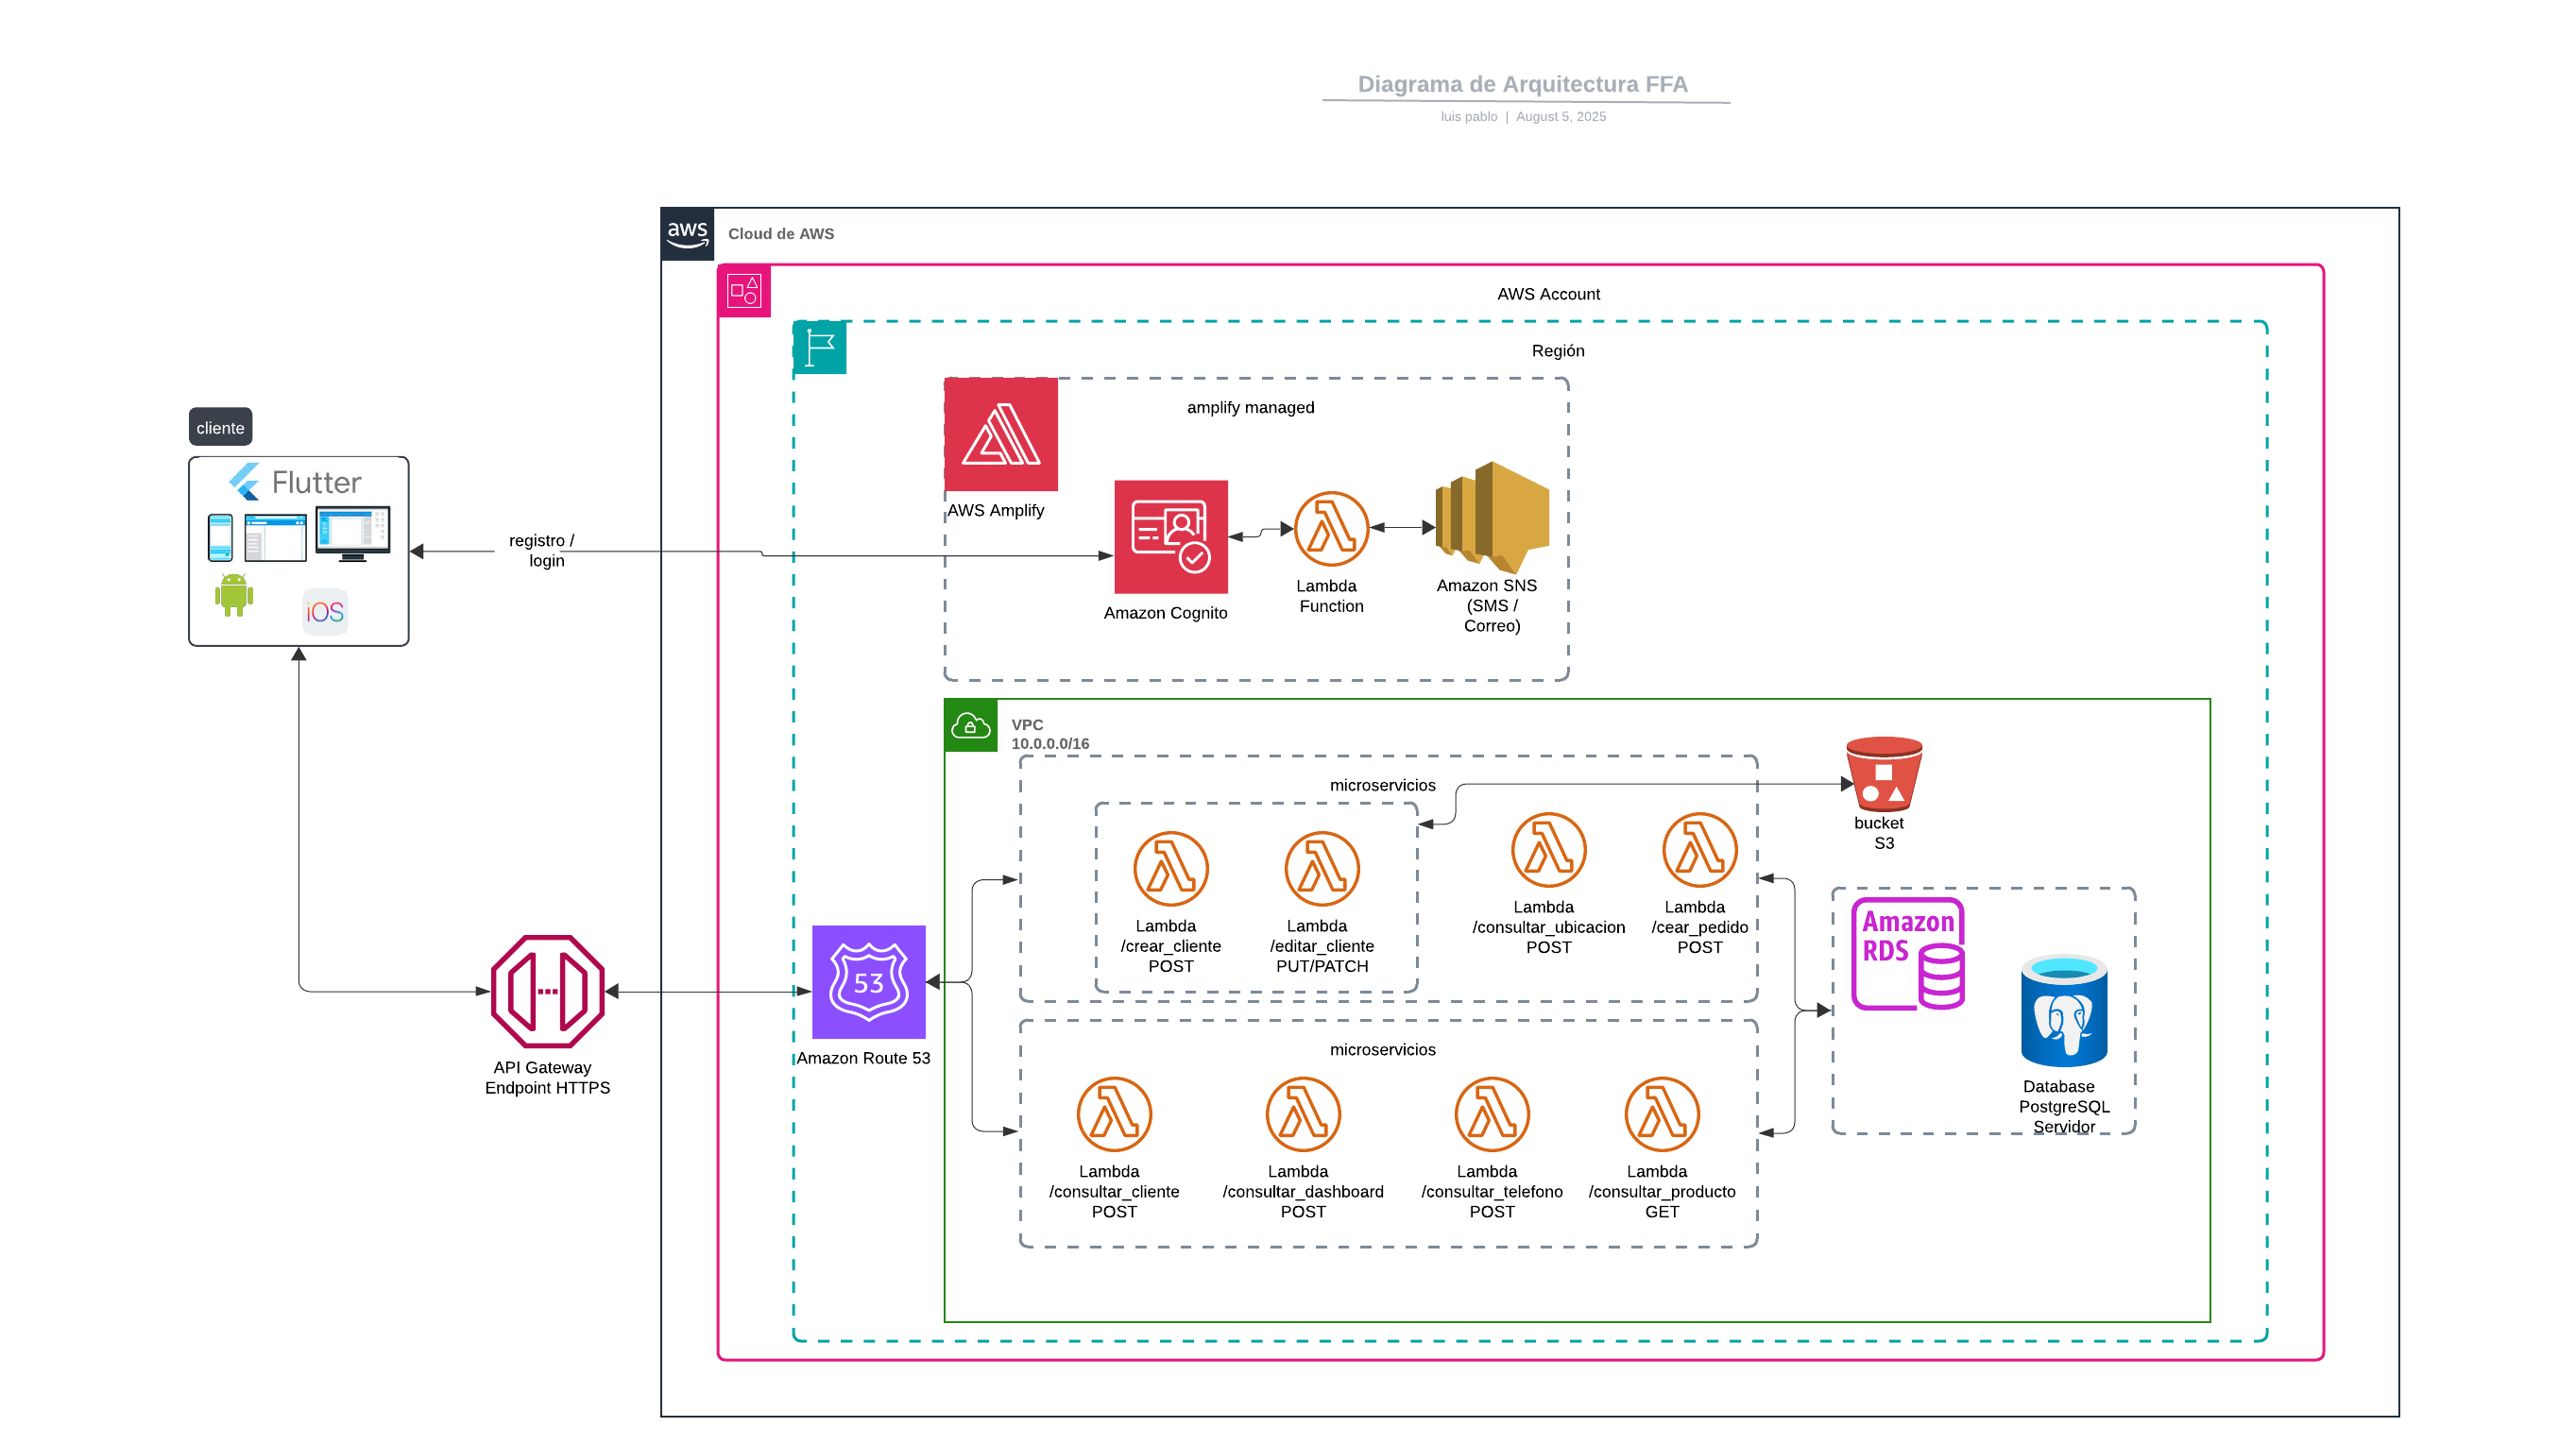 Diagrama de Arquitectura FFA
luis pablo | August 5, 2025
aws
Cloud de AWS
AWS Account
Región
amplify managed
AWS Amplify
Amazon Cognito
Lambda
Function
Amazon SNS
(SMS /
Correo)
cliente
Flutter
iOS
registro /
login
API Gateway
Endpoint HTTPS
53
Amazon Route 53
VPC
10.0.0.0/16
microservicios
Lambda
/crear_cliente
POST
Lambda
/editar_cliente
PUT/PATCH
Lambda
/consultar_ubicacion
POST
Lambda
/cear_pedido
POST
bucket
S3
microservicios
Lambda
/consultar_cliente
POST
Lambda
/consultar_dashboard
POST
Lambda
/consultar_telefono
POST
Lambda
/consultar_producto
GET
Amazon
RDS
Database
PostgreSQL
Servidor